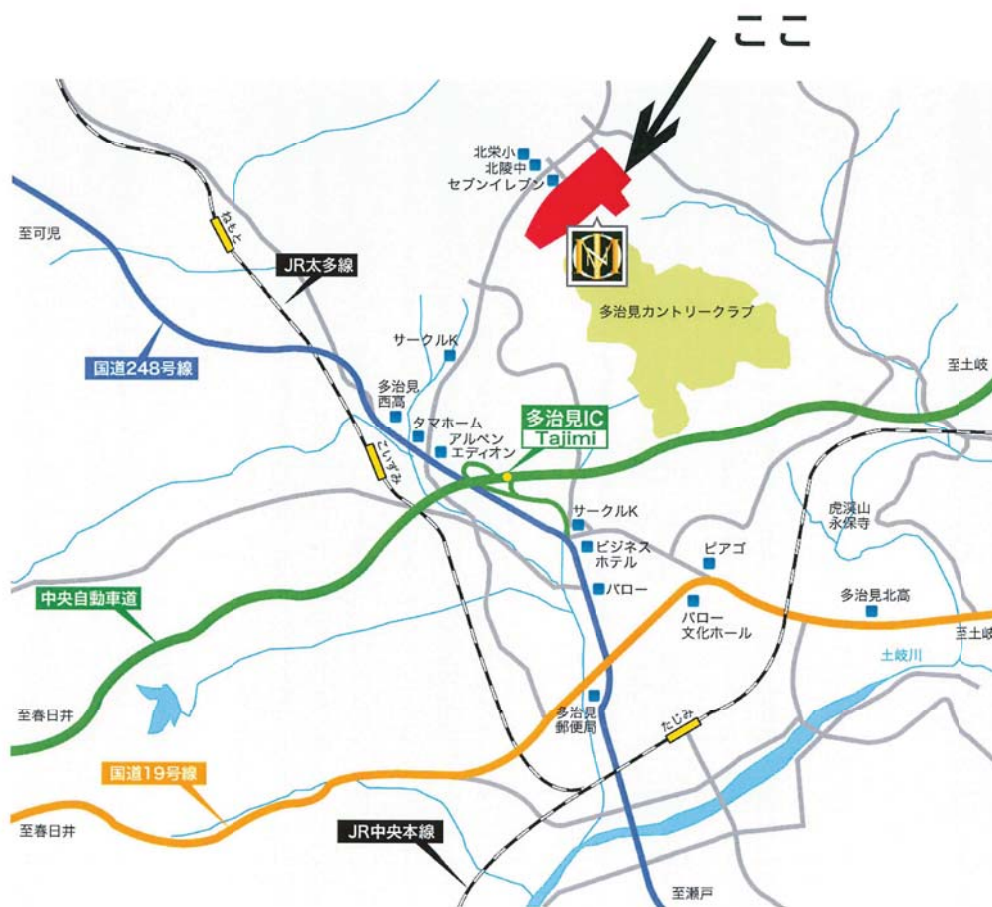 ここ
北栄小
北陵中
セブンイレブン
ねもと
至可児
JR太多線
多治見カントリークラブ
国道248号線
サークルK
至土岐
多治見
西高
タマホーム
アルペン
エディオン
多治見IC
Tajimi
こいずみ
サークルK
虎渓山
永保寺
ビジネス
ホテル
ピアゴ
中央自動車道
バロー
多治見北高
バロー
文化ホール
至土岐
土岐川
至春日井
多治見
郵便局
たじみ
国道19号線
至春日井
JR中央本線
至瀬戸